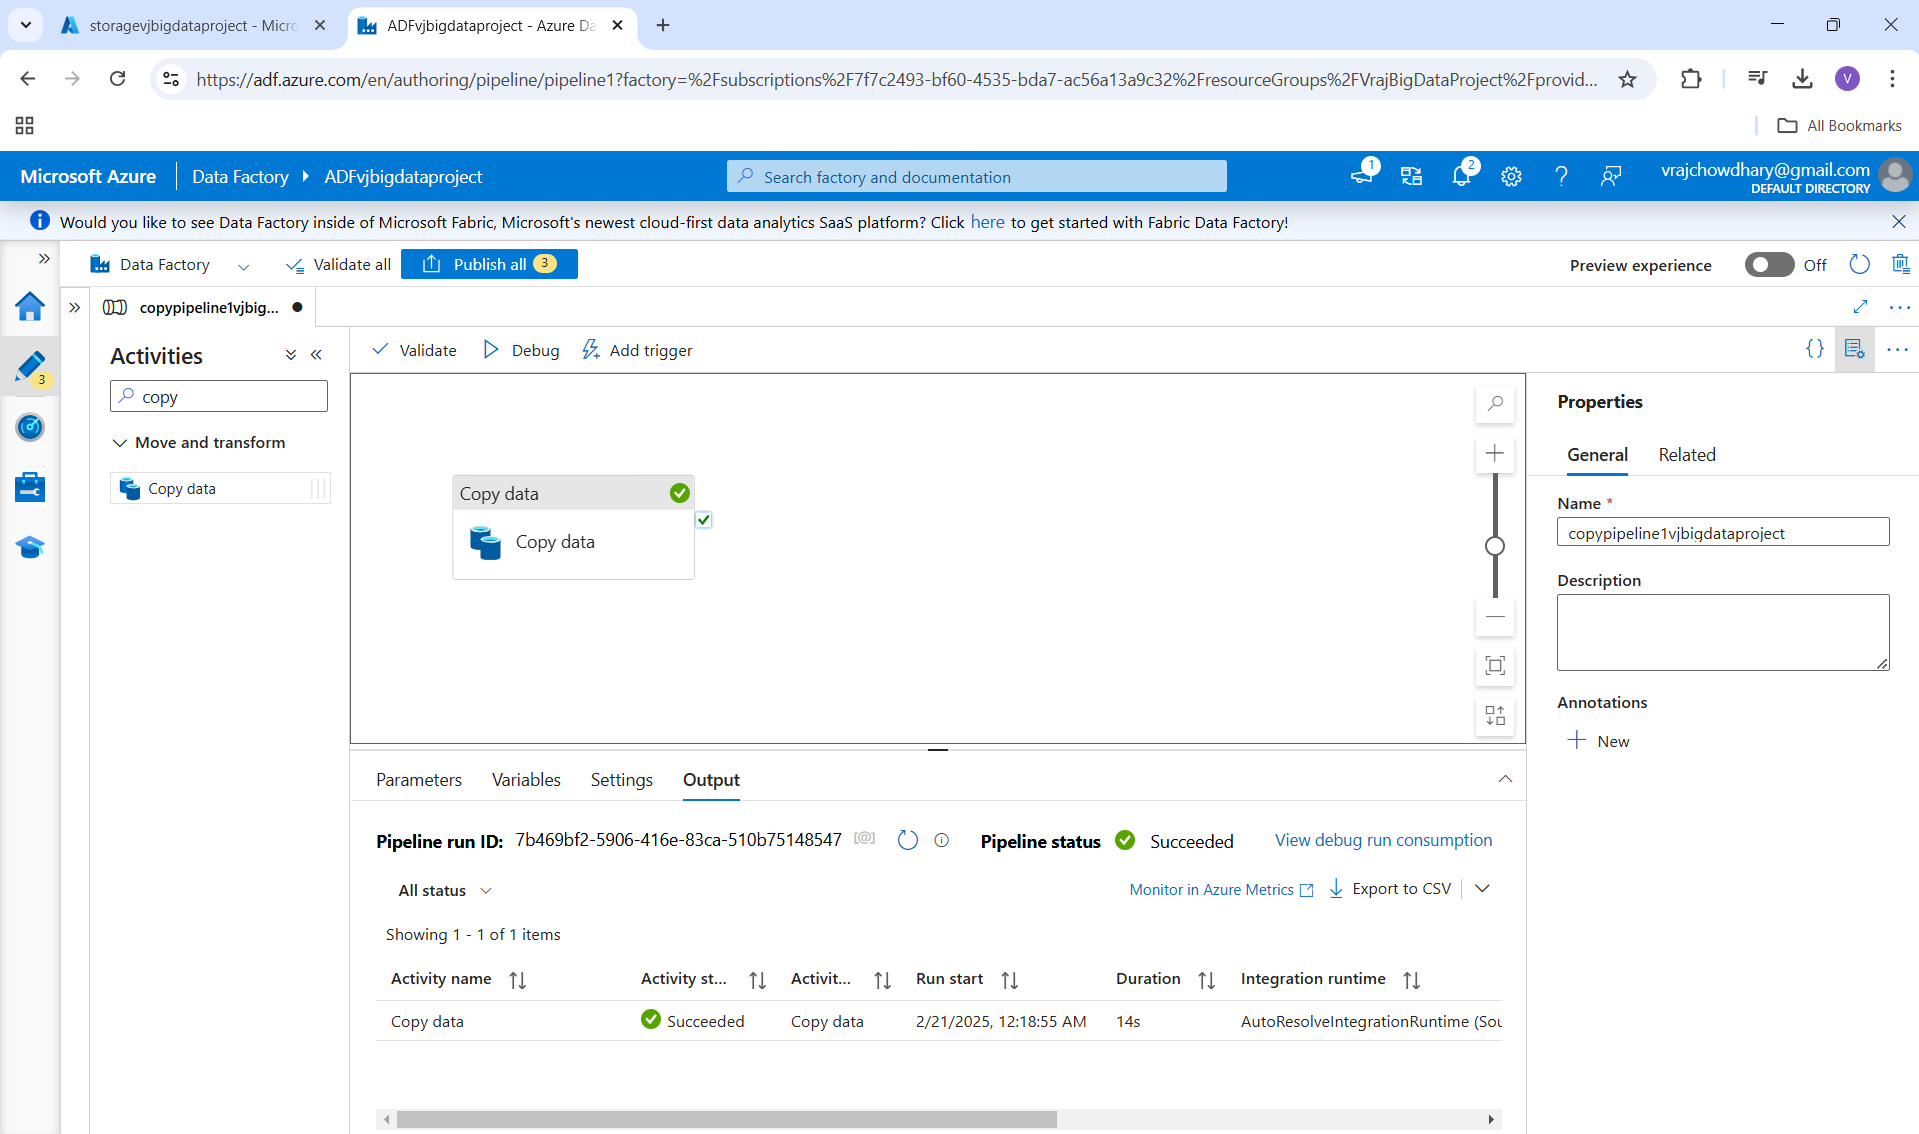 storagevjbigdataproject - Micro
ADFvjbigdataproject - Azure Da
https://adf.azure.com/en/authoring/pipeline/pipeline1?factory=%2Fsubscriptions%2F7f7c2493-bf60-4535-bda7-ac56a13a9c32%2FresourceGroups%2FVrajBigDataProject%2Fprovid...
V
All Bookmarks
Microsoft Azure
Data Factory
ADFvjbigdataproject
Search factory and documentation
1
2
vrajchowdhary@gmail.com
DEFAULT DIRECTORY
Would you like to see Data Factory inside of Microsoft Fabric, Microsoft's newest cloud-first data analytics SaaS platform? Click here to get started with Fabric Data Factory!
Data Factory
Validate all
Publish all 3
Preview experience
Off
copypipeline1vjbig...
3
Activities
copy
Move and transform
Copy data
Validate
Debug
Add trigger
Copy data
Copy data
Properties
General
Related
Name *
copypipeline1vjbigdataproject
Description
Annotations
New
Parameters
Variables
Settings
Output
Pipeline run ID: 7b469bf2-5906-416e-83ca-510b75148547 [@]
Pipeline status
Succeeded
View debug run consumption
All status
Monitor in Azure Metrics
Export to CSV
Showing 1 - 1 of 1 items
Activity name
Activity st...
Activit...
Run start
Duration
Integration runtime
Copy data
Succeeded
Copy data
2/21/2025, 12:18:55 AM
14s
AutoResolveIntegrationRuntime (Sou